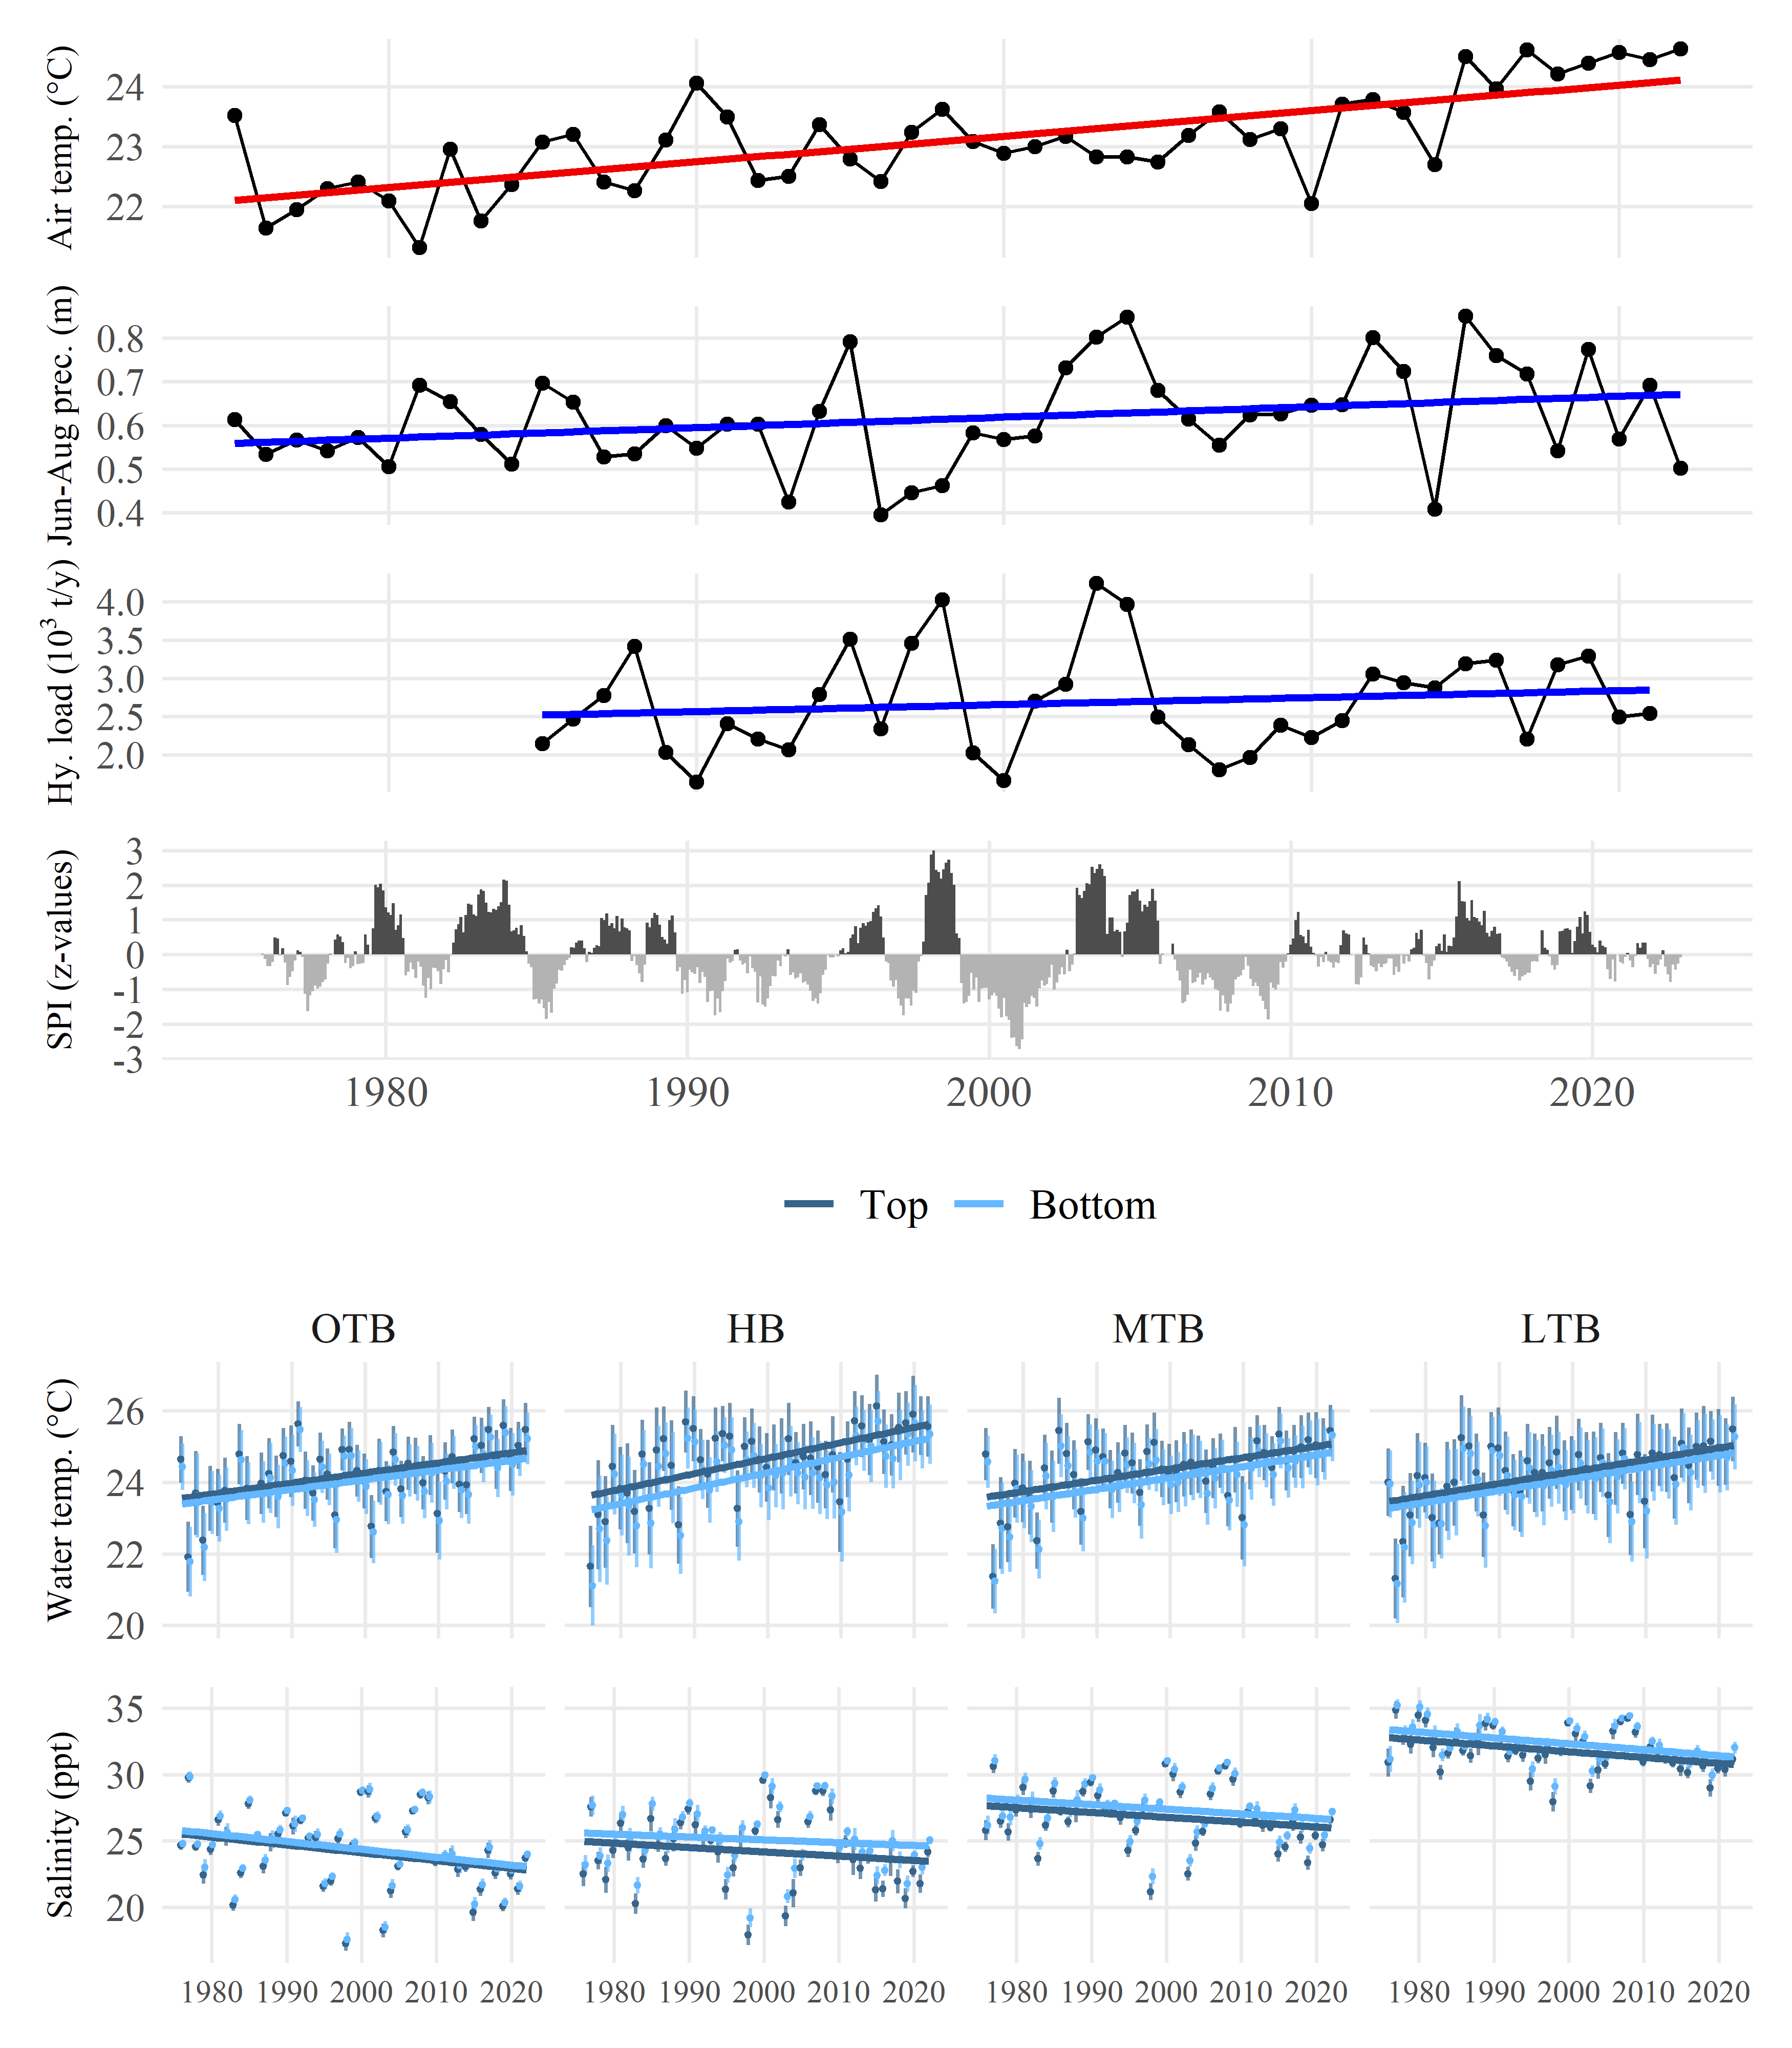 Air temp. (°C)
24
23
22
Jun-Aug prec. (m)
0.8
0.7
0.6
0.5
0.4
Hy. load (10³ t/y)
4.0
3.5
3.0
2.5
2.0
SPI (z-values)
3
2
1
0
-1
-2
-3
1980 1990 2000 2010 2020
Top Bottom
OTB HB MTB LTB
Water temp. (°C)
26
24
22
20
Salinity (ppt)
35
30
25
20
1980 1990 2000 2010 2020 1980 1990 2000 2010 2020 1980 1990 2000 2010 2020 1980 1990 2000 2010 2020